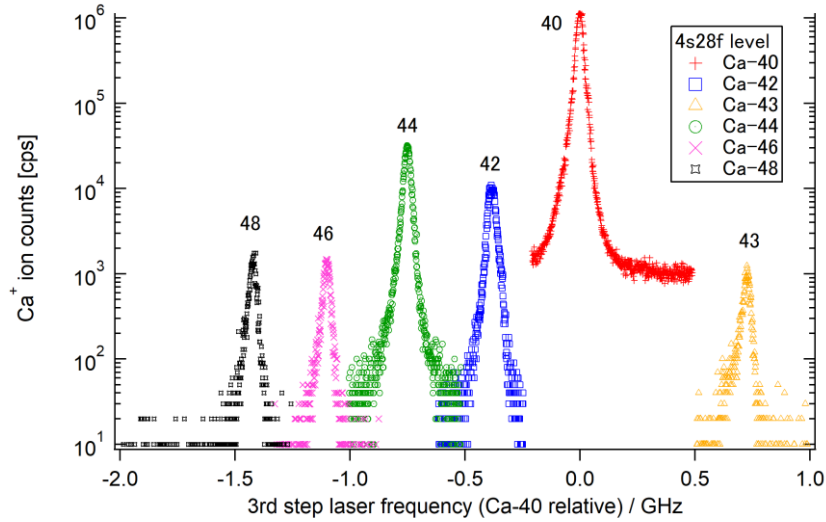 10^6
10^5
10^4
10^3
10^2
10^1
Ca+ ion counts [cps]
40
44
42
48
46
43
4s28f level
Ca-40
Ca-42
Ca-43
Ca-44
Ca-46
Ca-48
-2.0 -1.5 -1.0 -0.5 0.0 0.5 1.0
3rd step laser frequency (Ca-40 relative) / GHz